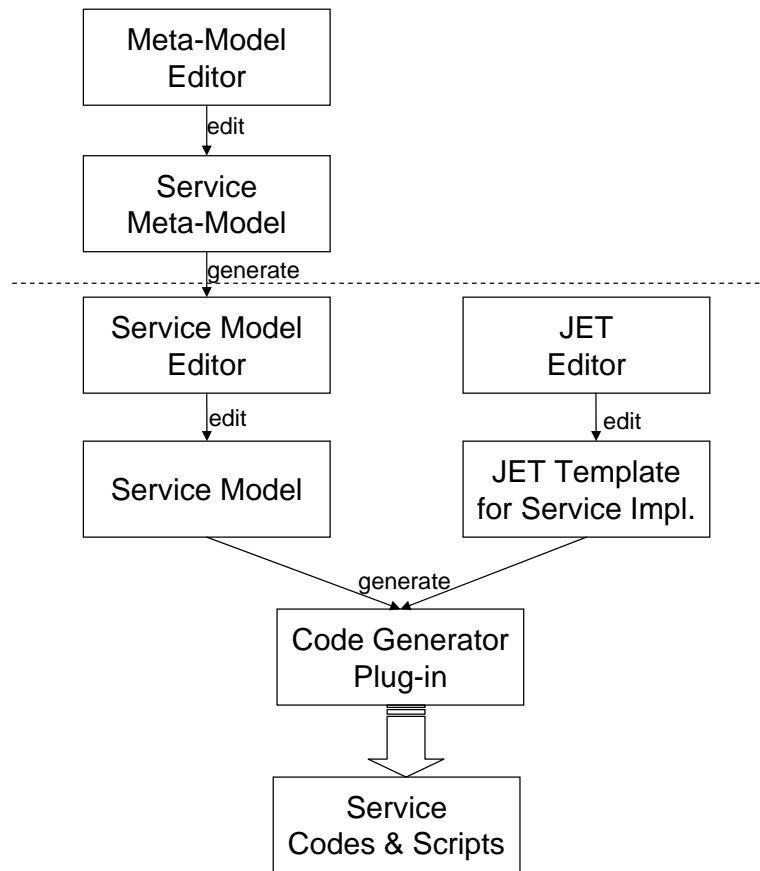 Meta-Model
Editor
edit
Service
Meta-Model
generate
Service Model
Editor
JET
Editor
edit
edit
Service Model
JET Template
for Service Impl.
generate
Code Generator
Plug-in
Service
Codes & Scripts